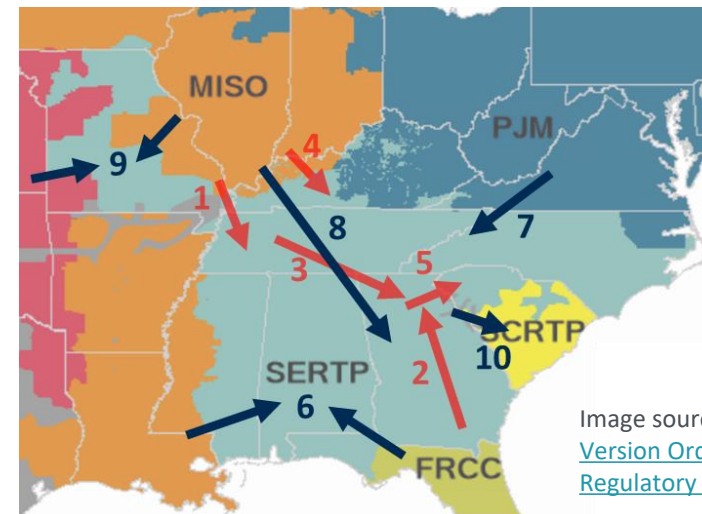 MISO
PJM
4
9
1
8
7
3
5
SCRTP
10
2
SERTP
6
FRCC
Image sourc
Version Ord
Regulatory